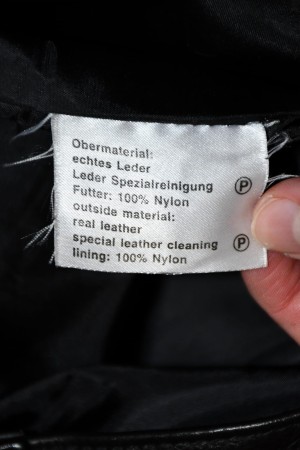 Obermaterial:
echtes Leder
Leder Spezialreinigung Ⓟ
Futter: 100% Nylon
outside material:
real leather
special leather cleaning Ⓟ
lining: 100% Nylon